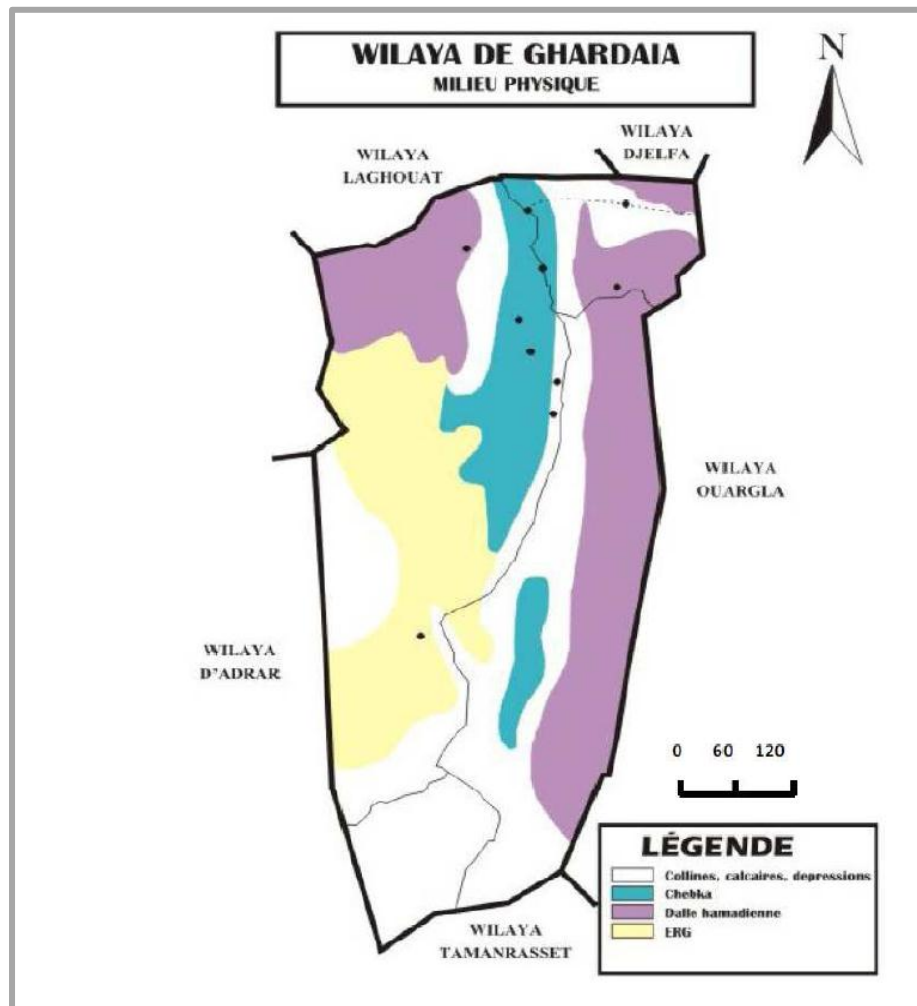 WILAYA DE GHARDAIA
MILIEU PHYSIQUE
N
WILAYA
DJELFA
WILAYA
LAGHOUAT
WILAYA
OUARGLA
WILAYA
D'ADRAR
0 60 120
LÉGENDE
Collines, calcaires, depressions
Chebka
Dalle hamadienne
ERG
WILAYA
TAMANRASSET